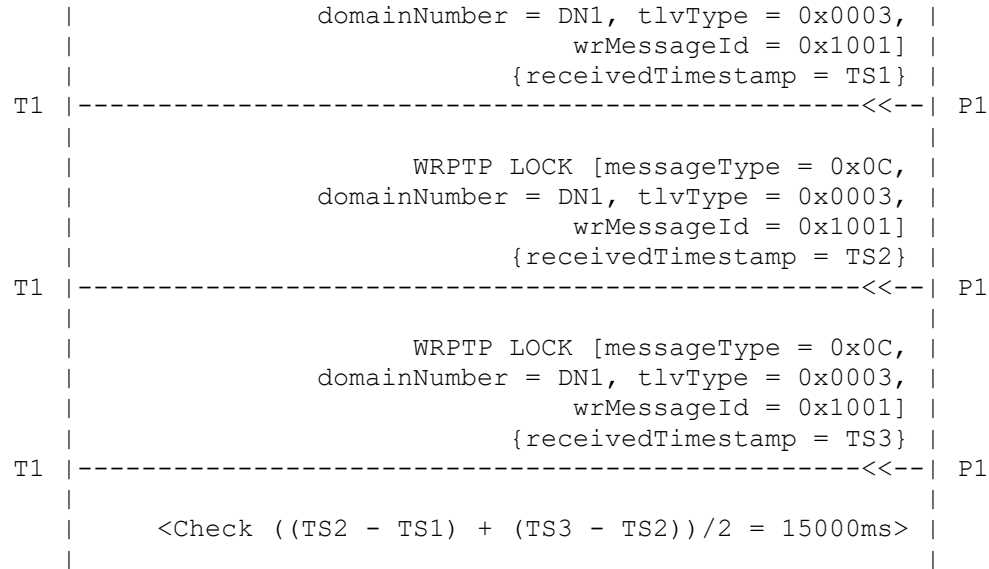 |               domainNumber = DN1, tlvType = 0x0003, |
|                               wrMessageId = 0x1001] |
|                           {receivedTimestamp = TS1} |
T1 |-------------------------------------------------<<--| P1
|                                                     |
|                     WRPTP LOCK [messageType = 0x0C, |
|               domainNumber = DN1, tlvType = 0x0003, |
|                               wrMessageId = 0x1001] |
|                           {receivedTimestamp = TS2} |
T1 |-------------------------------------------------<<--| P1
|                                                     |
|                     WRPTP LOCK [messageType = 0x0C, |
|               domainNumber = DN1, tlvType = 0x0003, |
|                               wrMessageId = 0x1001] |
|                           {receivedTimestamp = TS3} |
T1 |-------------------------------------------------<<--| P1
|                                                     |
|     <Check ((TS2 - TS1) + (TS3 - TS2))/2 = 15000ms> |
|                                                     |